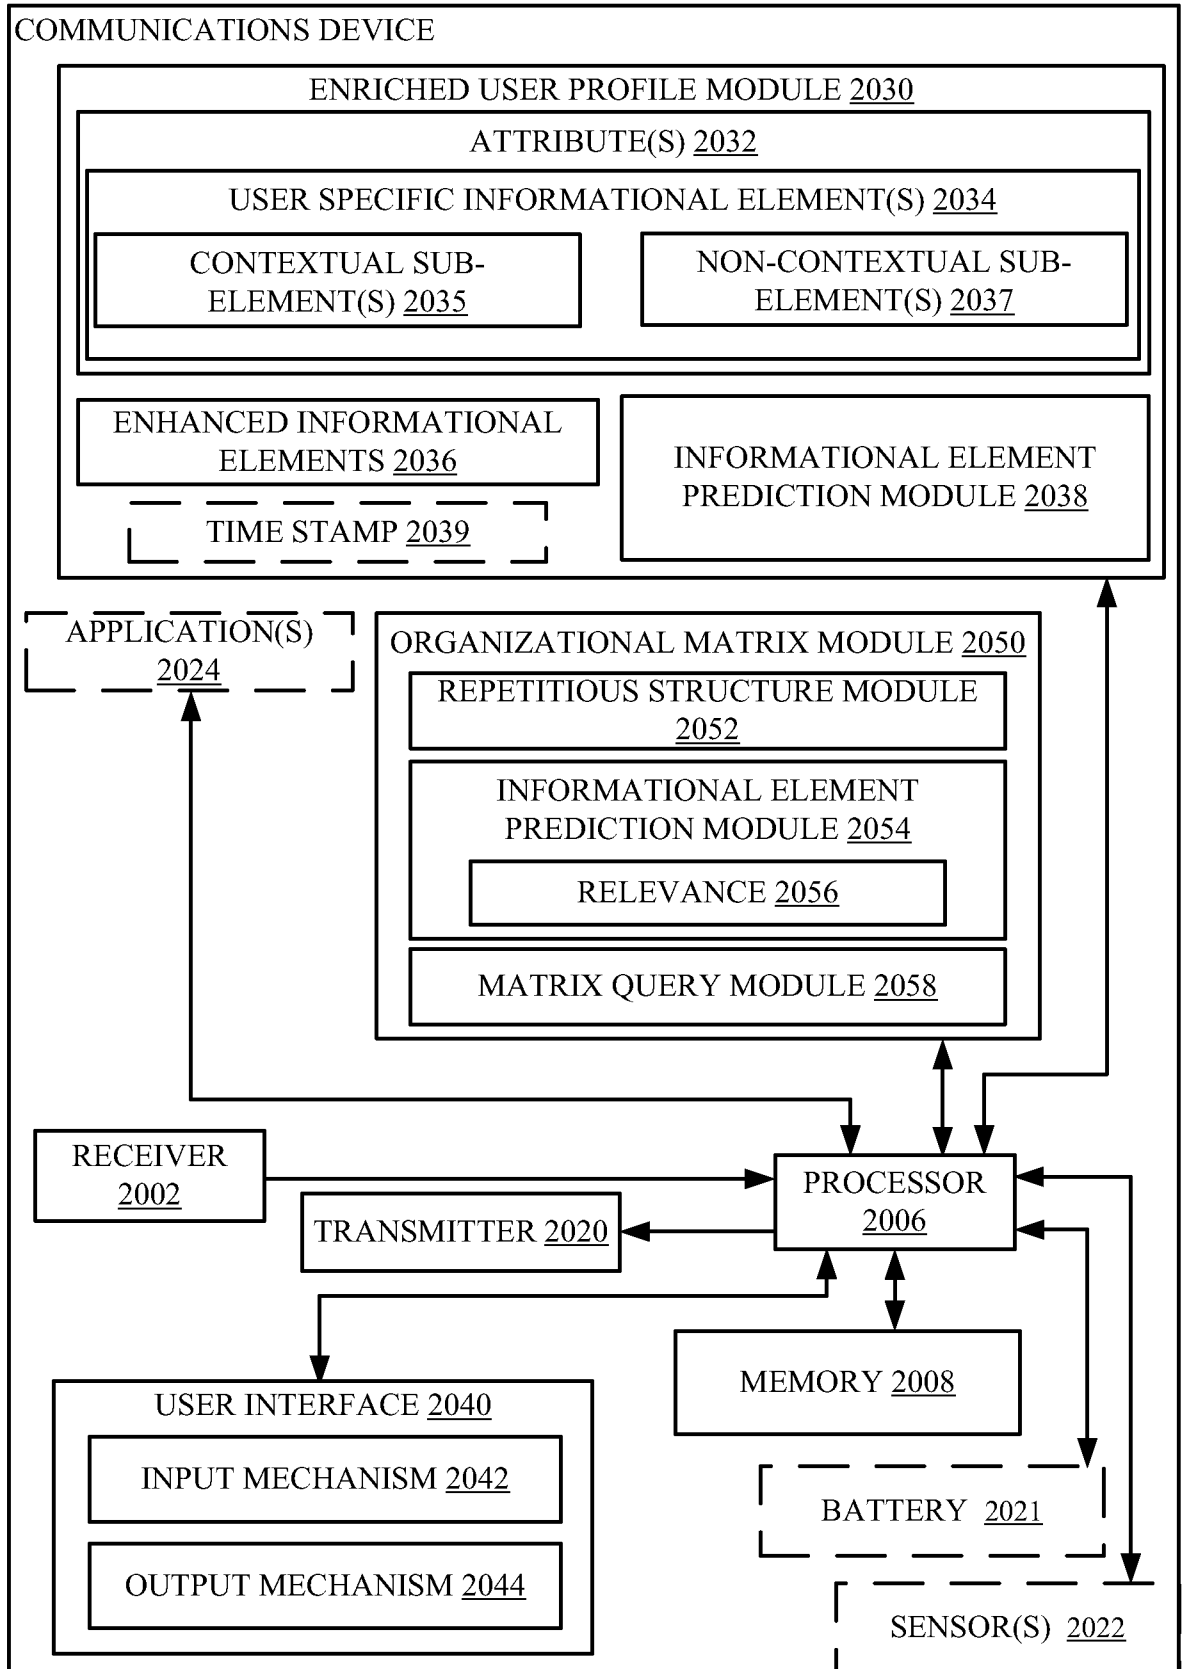 COMMUNICATIONS DEVICE
ENRICHED USER PROFILE MODULE 2030
ATTRIBUTE(S) 2032
USER SPECIFIC INFORMATIONAL ELEMENT(S) 2034
CONTEXTUAL SUB-
ELEMENT(S) 2035
NON-CONTEXTUAL SUB-
ELEMENT(S) 2037
ENHANCED INFORMATIONAL
ELEMENTS 2036
TIME STAMP 2039
INFORMATIONAL ELEMENT
PREDICTION MODULE 2038
APPLICATION(S)
2024
ORGANIZATIONAL MATRIX MODULE 2050
REPETITIOUS STRUCTURE MODULE
2052
INFORMATIONAL ELEMENT
PREDICTION MODULE 2054
RELEVANCE 2056
MATRIX QUERY MODULE 2058
RECEIVER
2002
PROCESSOR
2006
TRANSMITTER 2020
MEMORY 2008
USER INTERFACE 2040
INPUT MECHANISM 2042
OUTPUT MECHANISM 2044
BATTERY 2021
SENSOR(S) 2022